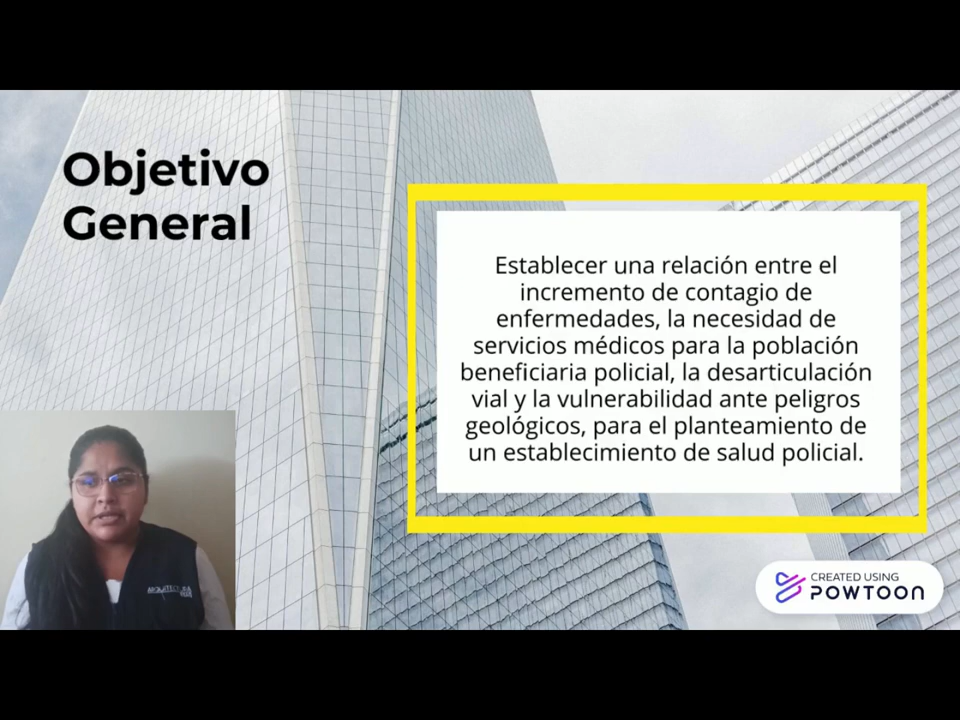 Objetivo
General
Establecer una relación entre el
incremento de contagio de
enfermedades, la necesidad de
servicios médicos para la población
beneficiaria policial, la desarticulación
vial y la vulnerabilidad ante peligros
geológicos, para el planteamiento de
un establecimiento de salud policial.
CREATED USING
POWTOON